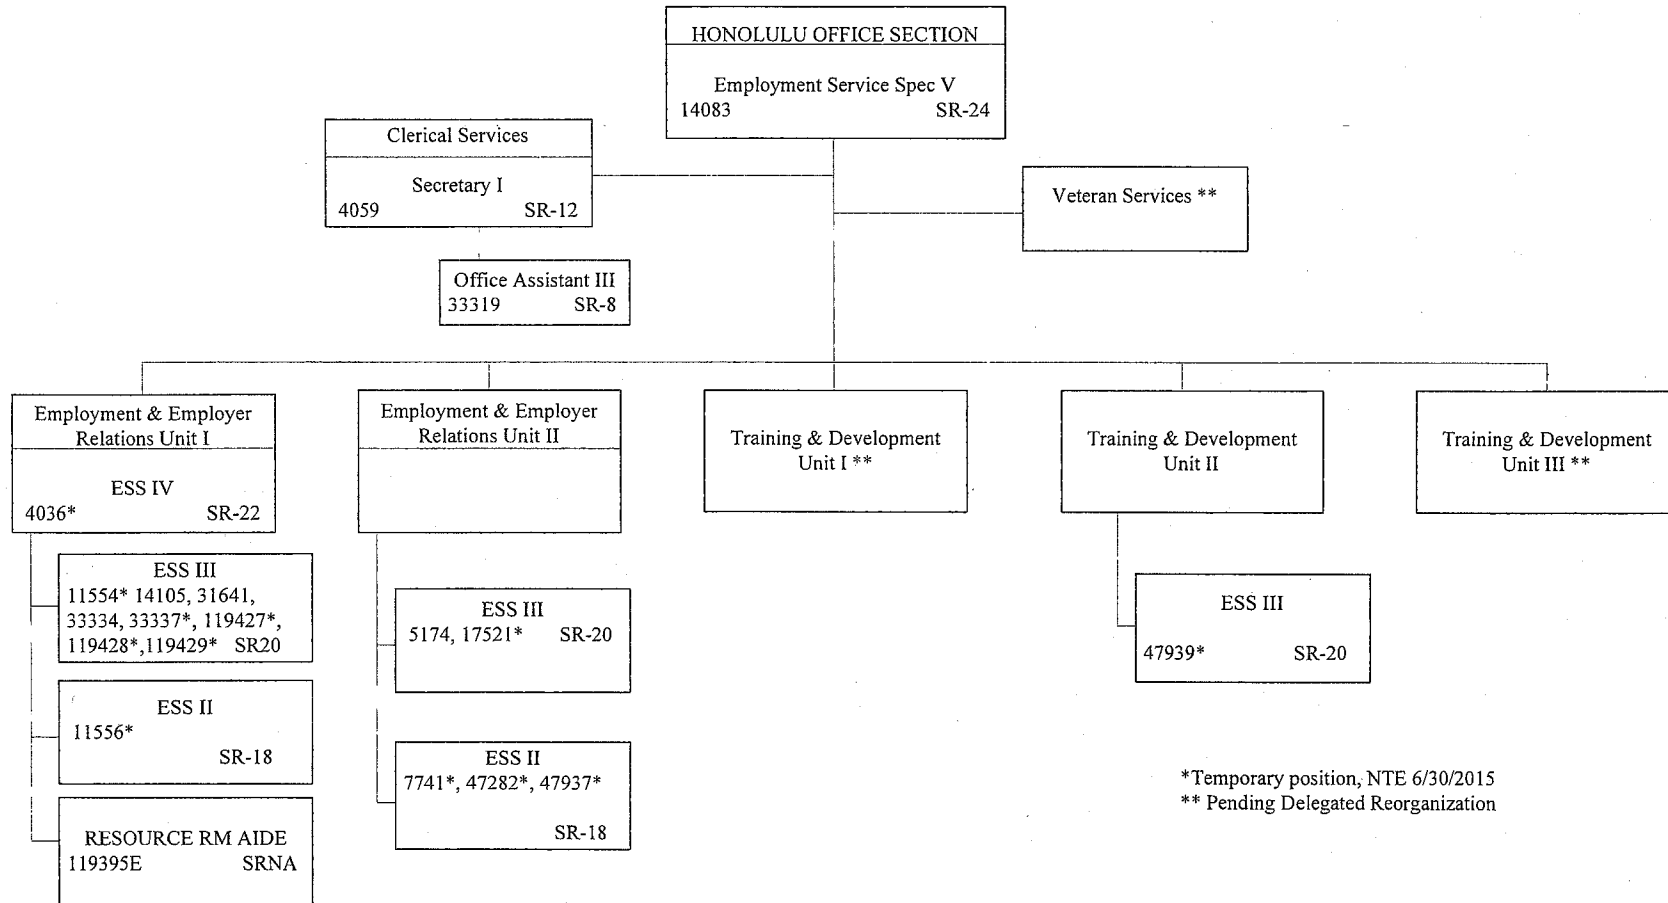 HONOLULU OFFICE SECTION
Employment Service Spec V
14083 SR-24
Clerical Services
Secretary I
4059 SR-12
Veteran Services **
Office Assistant III
33319 SR-8
Employment & Employer
Relations Unit I
ESS IV
4036* SR-22
ESS III
11554* 14105, 31641,
33334, 33337*, 119427*,
119428*,119429* SR20
ESS II
11556*
SR-18
RESOURCE RM AIDE
119395E SRNA
Employment & Employer
Relations Unit II
ESS III
5174, 17521* SR-20
ESS II
7741*, 47282*, 47937*
SR-18
Training & Development
Unit I **
Training & Development
Unit II
ESS III
47939* SR-20
Training & Development
Unit III **
*Temporary position, NTE 6/30/2015
** Pending Delegated Reorganization